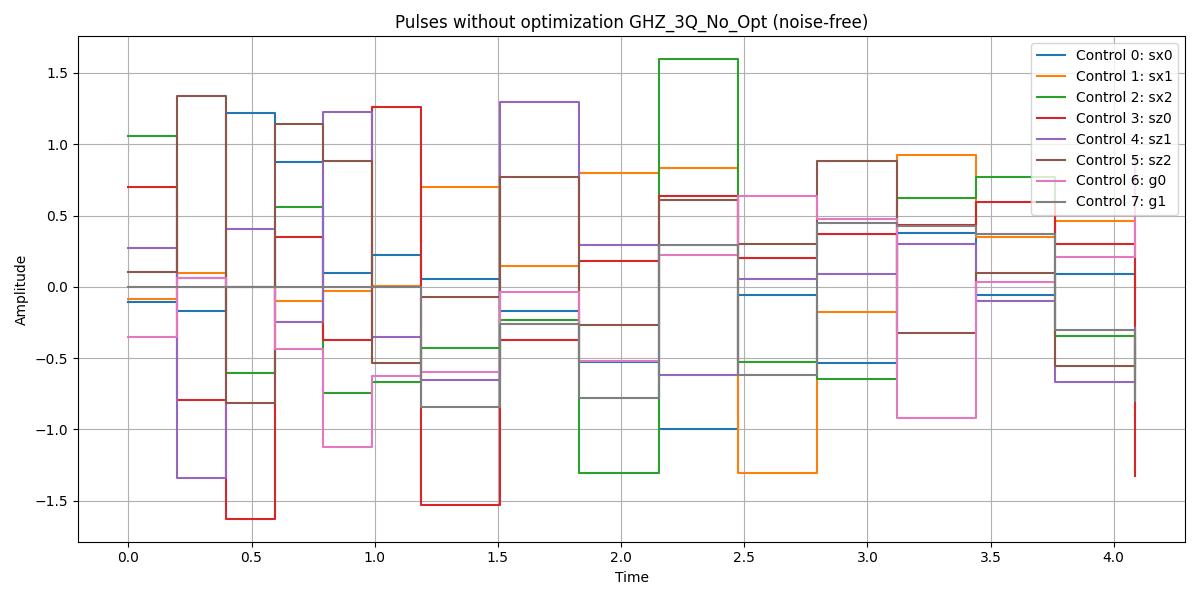 Pulses without optimization GHZ_3Q_No_Opt (noise-free)
Amplitude
1.5
1.0
0.5
0.0
−0.5
−1.0
−1.5
Control 0: sx0
Control 1: sx1
Control 2: sx2
Control 3: sz0
Control 4: sz1
Control 5: sz2
Control 6: g0
Control 7: g1
0.0 0.5 1.0 1.5 2.0 2.5 3.0 3.5 4.0
Time